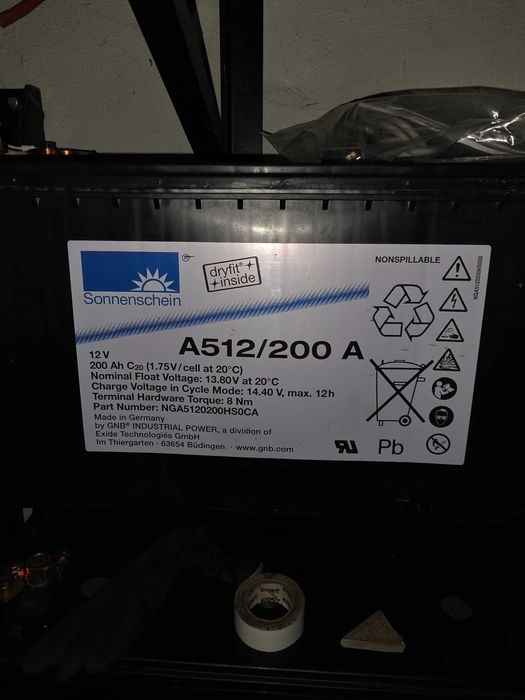 Sonnenschein
®
dryfit®
inside
NONSPILLABLE
NGA5120200HS000
A512/200 A
12 V
200 Ah C20 (1.75 V/cell at 20°C)
Nominal Float Voltage: 13.80V at 20°C
Charge Voltage in Cycle Mode: 14.40 V, max. 12h
Terminal Hardware Torque: 8 Nm
Part Number: NGA5120200HS0CA
Made in Germany
by GNB® INDUSTRIAL POWER, a division of
Exide Technologies GmbH
Im Thiergarten · 63654 Büdingen · www.gnb.com
Pb